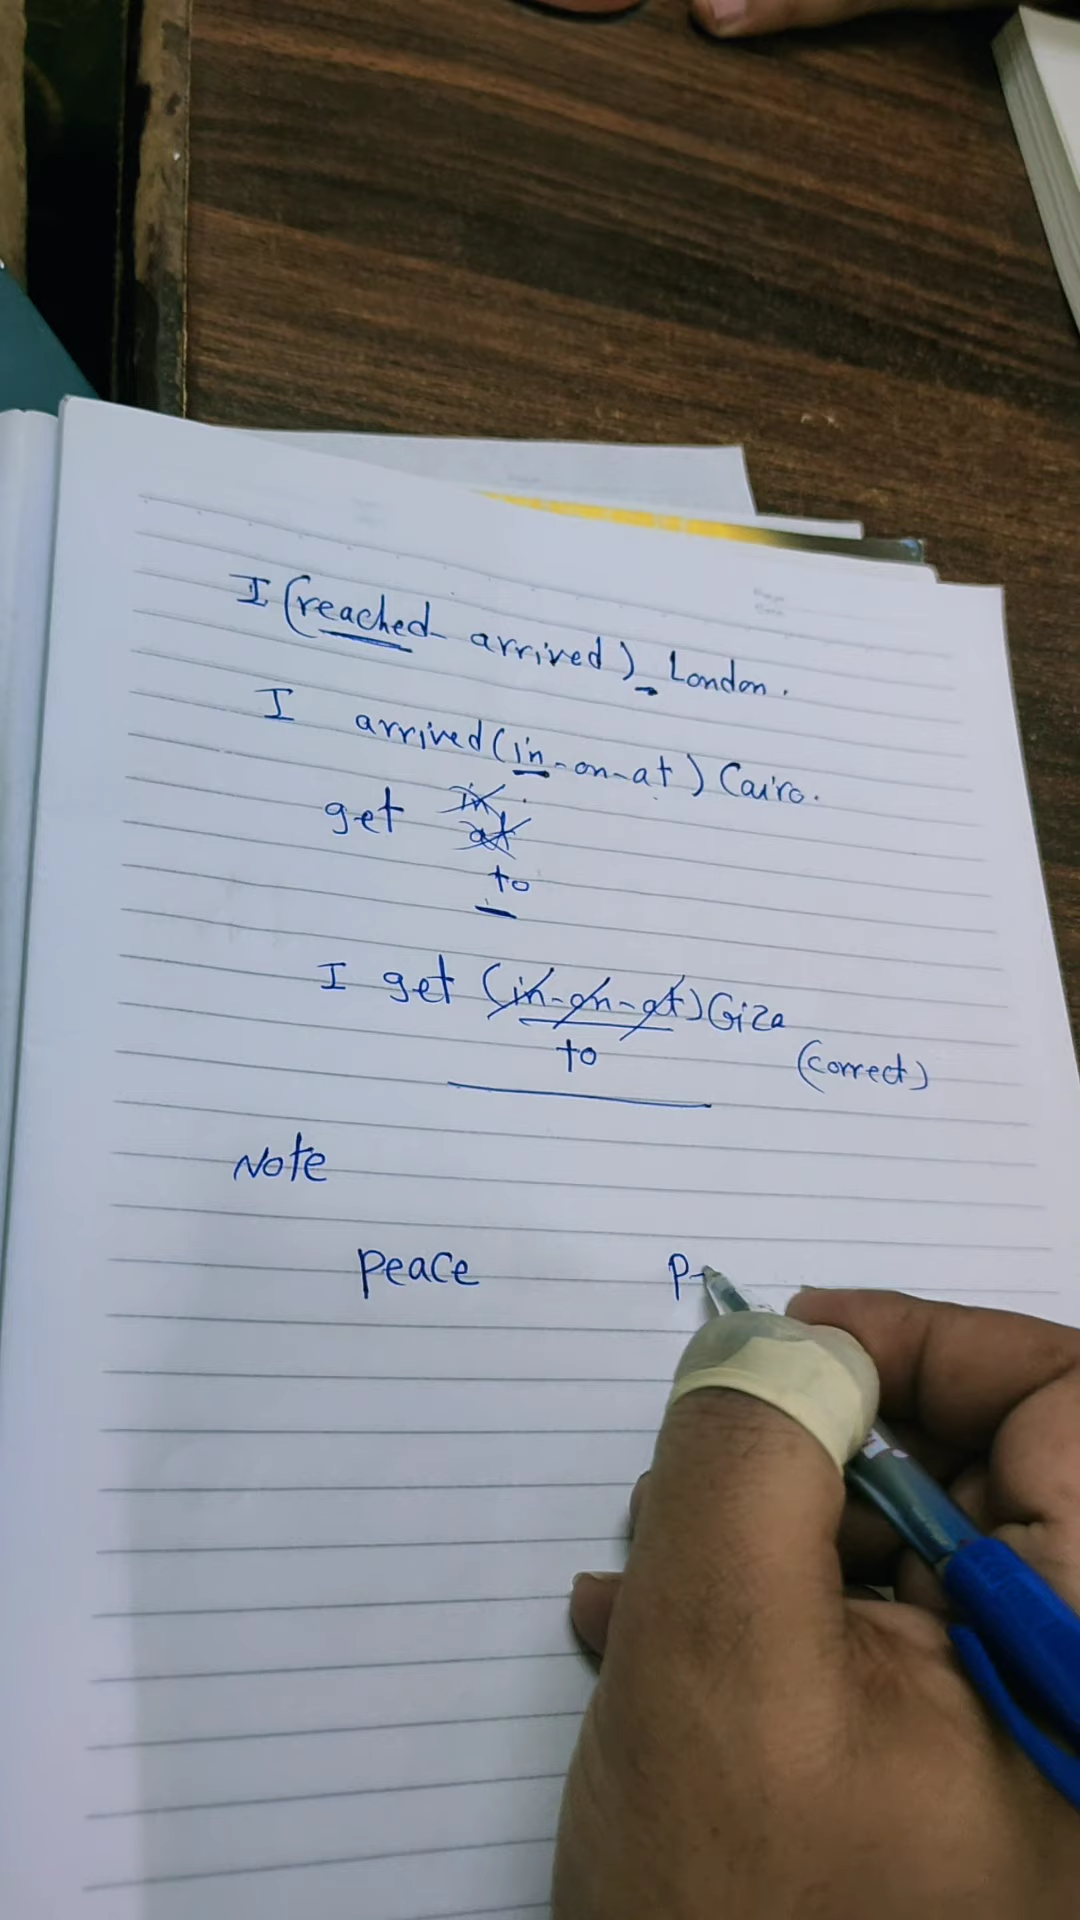 I (reached - arrived) _ London.
I arrived (in - on - at) Cairo.
get in
at
to
I get (in - on - at) Giza
to (correct)
Note
peace P